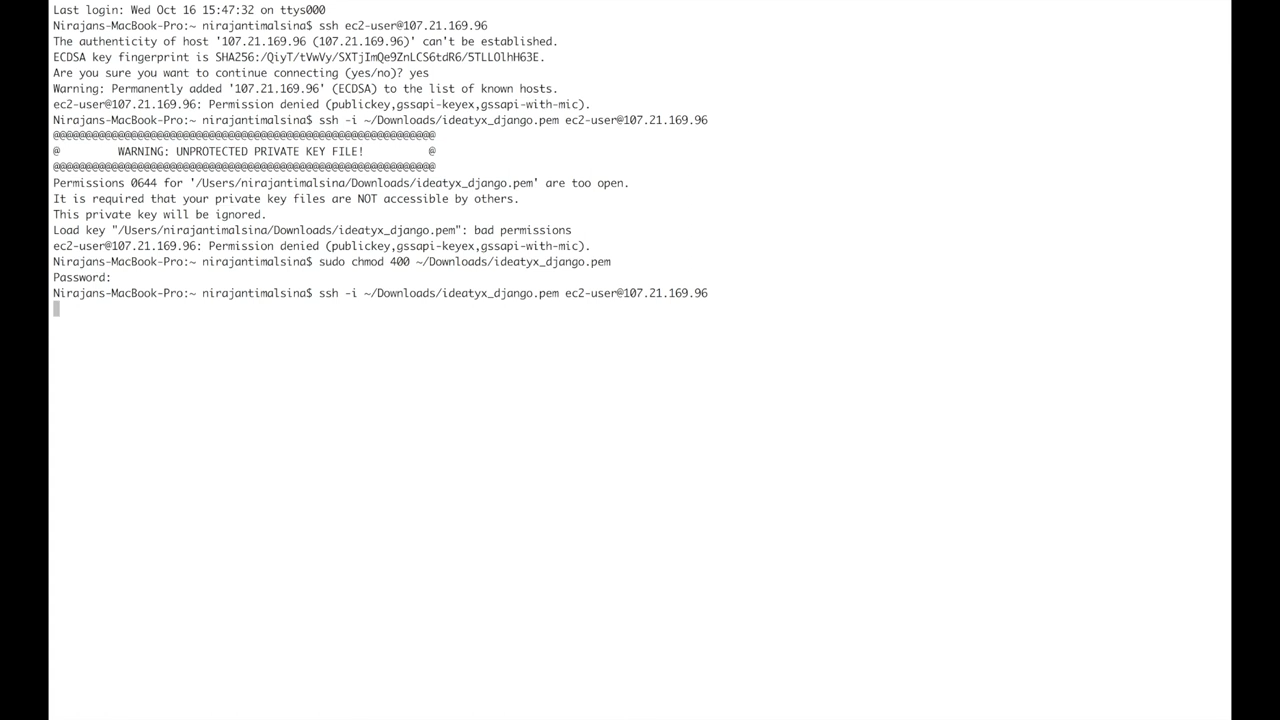 Last login: Wed Oct 16 15:47:32 on ttys000
Nirajans-MacBook-Pro:~ nirajantimalsina$ ssh ec2-user@107.21.169.96
The authenticity of host '107.21.169.96 (107.21.169.96)' can't be established.
ECDSA key fingerprint is SHA256:/QiyT/tVwVy/SXTjImQe9ZnLCS6tdR6/5TLLOlhH63E.
Are you sure you want to continue connecting (yes/no)? yes
Warning: Permanently added '107.21.169.96' (ECDSA) to the list of known hosts.
ec2-user@107.21.169.96: Permission denied (publickey,gssapi-keyex,gssapi-with-mic).
Nirajans-MacBook-Pro:~ nirajantimalsina$ ssh -i ~/Downloads/ideatyx_django.pem ec2-user@107.21.169.96
@@@@@@@@@@@@@@@@@@@@@@@@@@@@@@@@@@@@@@@@@@@@@@@@@@@@@@@@@@@
@         WARNING: UNPROTECTED PRIVATE KEY FILE!          @
@@@@@@@@@@@@@@@@@@@@@@@@@@@@@@@@@@@@@@@@@@@@@@@@@@@@@@@@@@@
Permissions 0644 for '/Users/nirajantimalsina/Downloads/ideatyx_django.pem' are too open.
It is required that your private key files are NOT accessible by others.
This private key will be ignored.
Load key "/Users/nirajantimalsina/Downloads/ideatyx_django.pem": bad permissions
ec2-user@107.21.169.96: Permission denied (publickey,gssapi-keyex,gssapi-with-mic).
Nirajans-MacBook-Pro:~ nirajantimalsina$ sudo chmod 400 ~/Downloads/ideatyx_django.pem
Password:
Nirajans-MacBook-Pro:~ nirajantimalsina$ ssh -i ~/Downloads/ideatyx_django.pem ec2-user@107.21.169.96